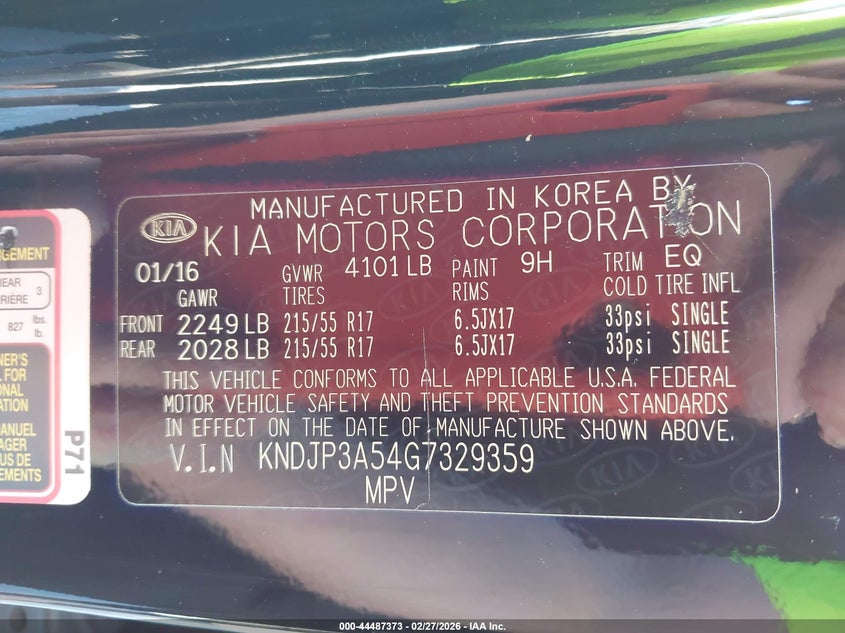 MANUFACTURED IN KOREA BY
KIA KIA MOTORS CORPORATION
01/16 GVWR 4101 LB PAINT 9H TRIM EQ
GAWR TIRES RIMS COLD TIRE INFL
FRONT 2249 LB 215/55 R17 6.5JX17 33psi SINGLE
REAR 2028 LB 215/55 R17 6.5JX17 33psi SINGLE
THIS VEHICLE CONFORMS TO ALL APPLICABLE U.S.A. FEDERAL
MOTOR VEHICLE SAFETY AND THEFT PREVENTION STANDARDS
IN EFFECT ON THE DATE OF MANUFACTURE SHOWN ABOVE.
V.I.N KNDJP3A54G7329359
MPV
3
827 lbs.
lb.
P71
000-44487373 - 02/27/2026 - IAA Inc.